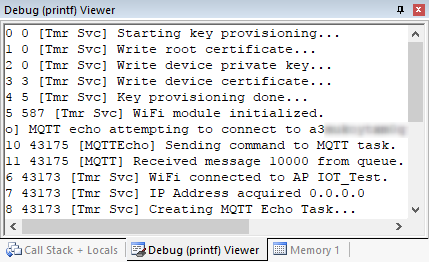 Debug (printf) Viewer
0 0 [Tmr Svc] Starting key provisioning...
1 0 [Tmr Svc] Write root certificate...
2 0 [Tmr Svc] Write device private key...
3 3 [Tmr Svc] Write device certificate...
4 5 [Tmr Svc] Key provisioning done...
5 587 [Tmr Svc] WiFi module initialized.
o] MQTT echo attempting to connect to a3
10 43175 [MQTTEcho] Sending command to MQTT task.
11 43175 [MQTT] Received message 10000 from queue.
6 43173 [Tmr Svc] WiFi connected to AP IOT_Test.
7 43173 [Tmr Svc] IP Address acquired 0.0.0.0
8 43173 [Tmr Svc] Creating MQTT Echo Task...
Call Stack + Locals Debug (printf) Viewer Memory 1